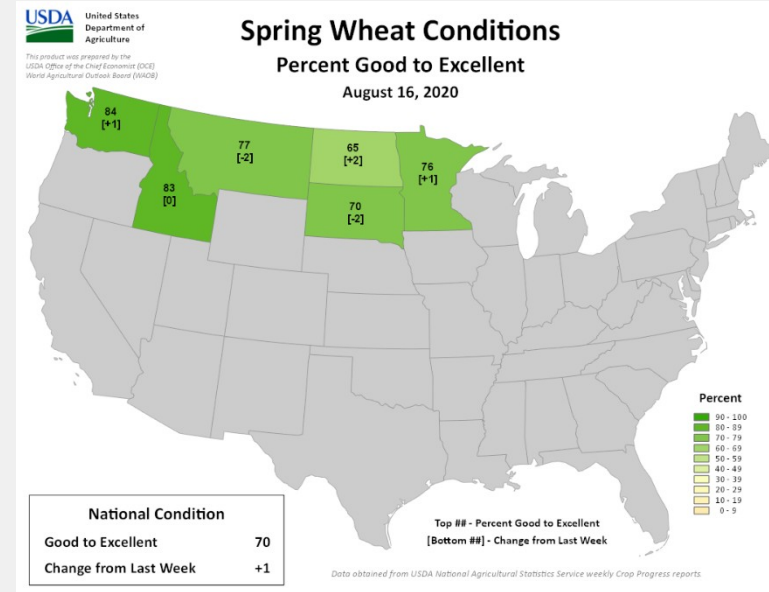 USDA
United States
Department of
Agriculture
This product was prepared by the
USDA Office of the Chief Economist (OCE)
World Agricultural Outlook Board (WAOB)
Spring Wheat Conditions
Percent Good to Excellent
August 16, 2020
84
[+1]
77
[-2]
65
[+2]
76
[+1]
83
[0]
70
[-2]
Percent
90 - 100
80 - 89
70 - 79
60 - 69
50 - 59
40 - 49
30 - 39
20 - 29
10 - 19
0 - 9
National Condition
Good to Excellent 70
Change from Last Week +1
Top ## - Percent Good to Excellent
[Bottom ##] - Change from Last Week
Data obtained from USDA National Agricultural Statistics Service weekly Crop Progress reports